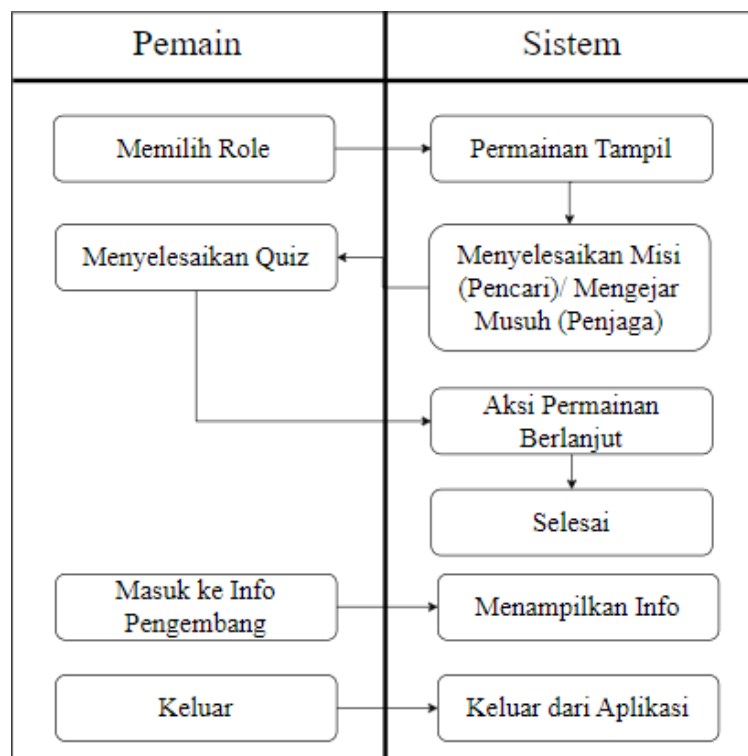 Pemain
Sistem
Memilih Role
Permainan Tampil
Menyelesaikan Quiz
Menyelesaikan Misi
(Pencari)/ Mengejar
Musuh (Penjaga)
Aksi Permainan
Berlanjut
Selesai
Masuk ke Info
Pengembang
Menampilkan Info
Keluar
Keluar dari Aplikasi